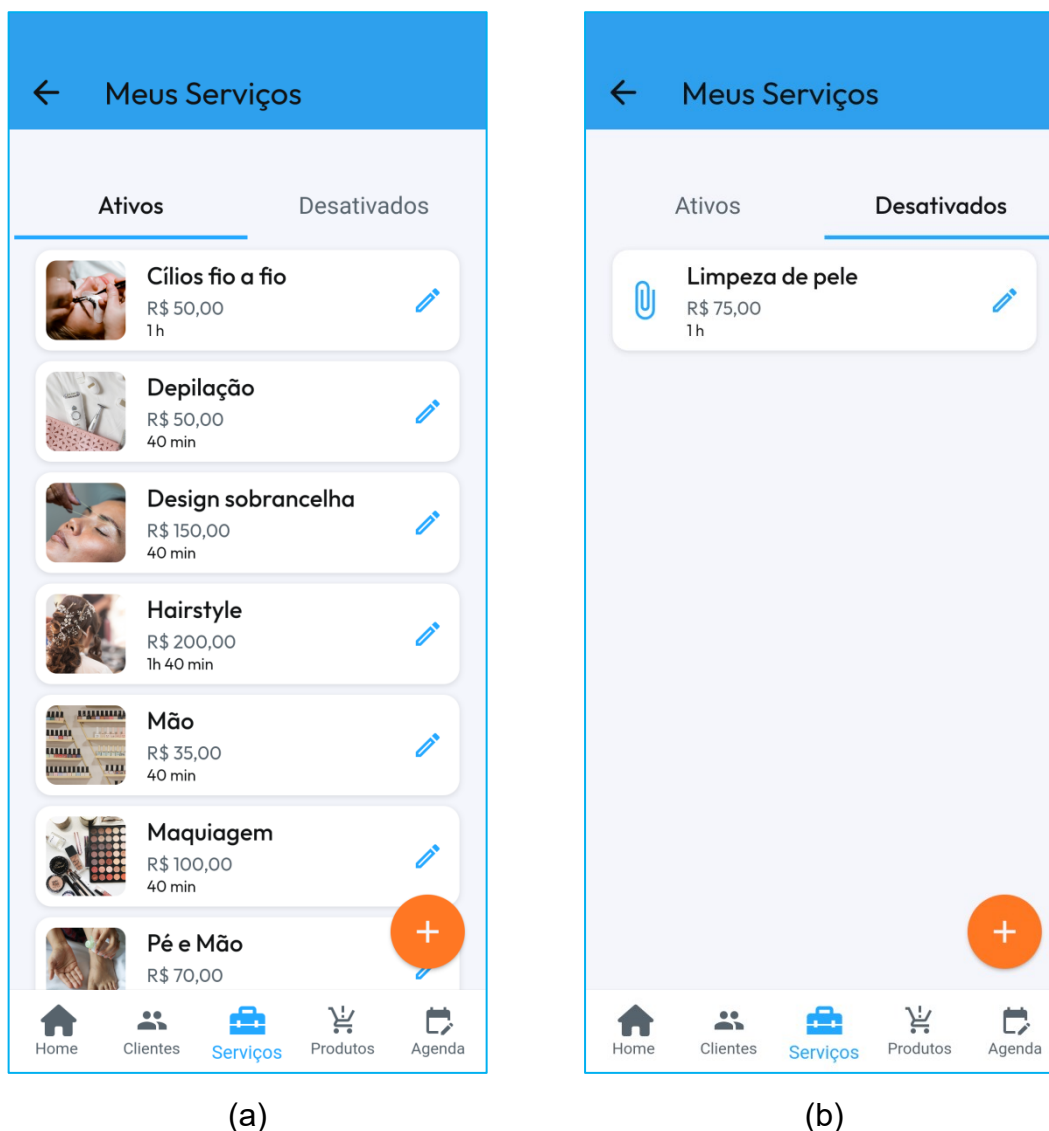 Meus Serviços
Ativos Desativados
Cílios fio a fio
R$ 50,00
1 h
Depilação
R$ 50,00
40 min
Design sobrancelha
R$ 150,00
40 min
Hairstyle
R$ 200,00
1h 40 min
Mão
R$ 35,00
40 min
Maquiagem
R$ 100,00
40 min
Pé e Mão
R$ 70,00
Home Clientes Serviços Produtos Agenda
(a)
Meus Serviços
Ativos Desativados
Limpeza de pele
R$ 75,00
1 h
Home Clientes Serviços Produtos Agenda
(b)